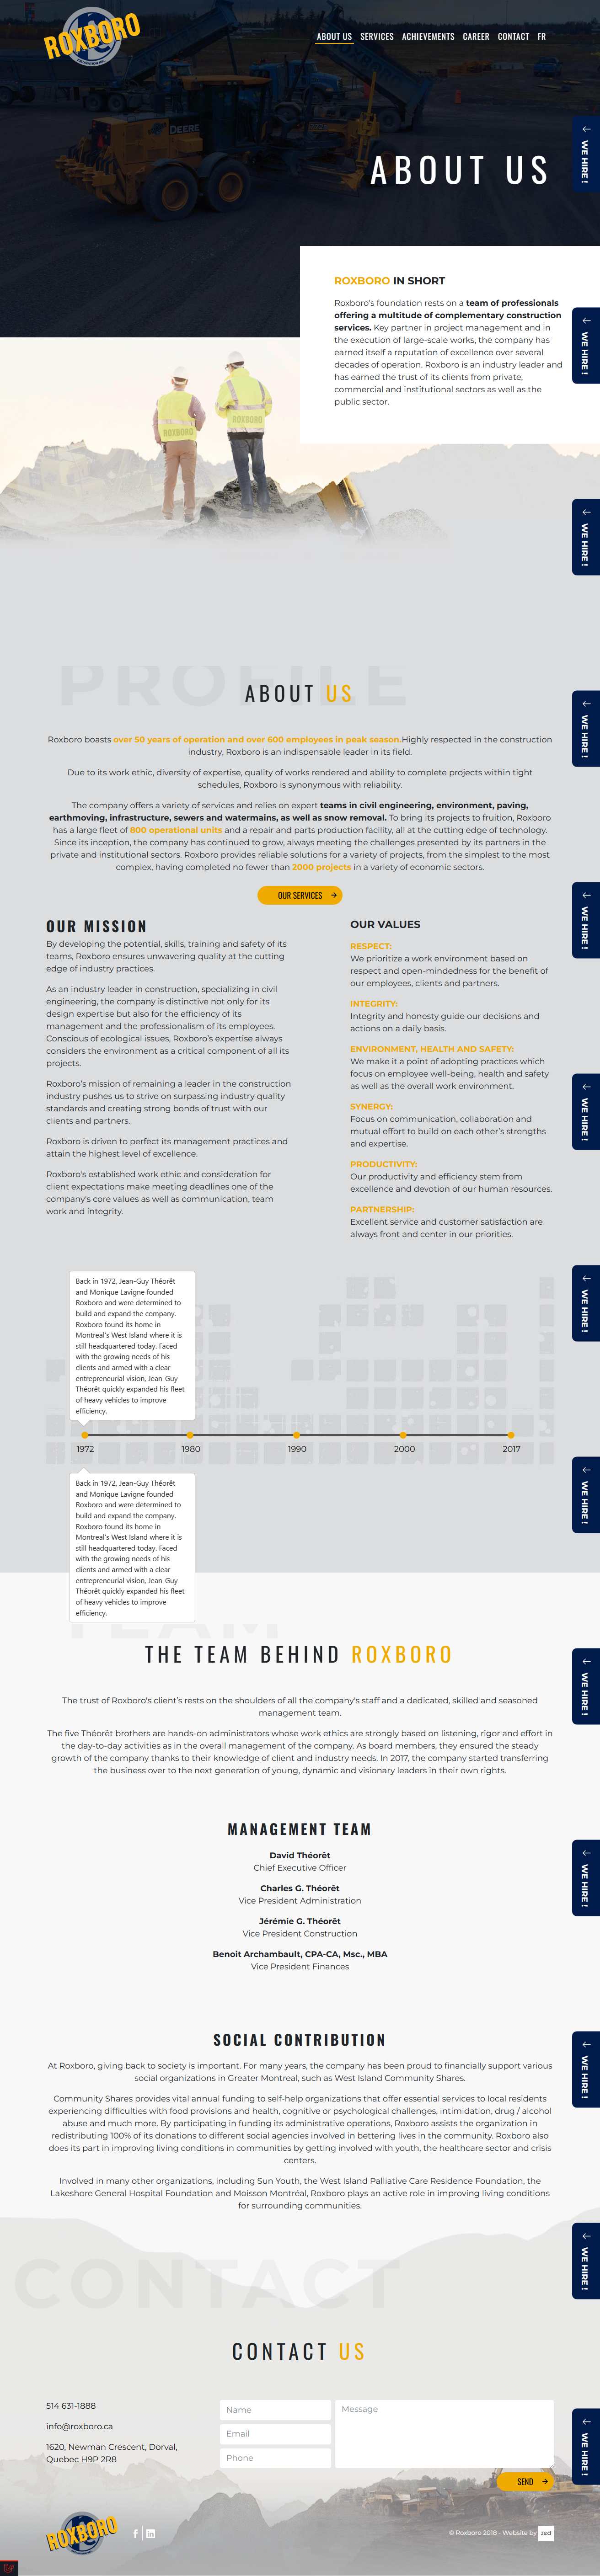 ROXBORO
EXCAVATION INC.
ABOUT US
SERVICES
ACHIEVEMENTS
CAREER
CONTACT
FR
ABOUT US
WE HIRE !
ROXBORO IN SHORT
Roxboro's foundation rests on a team of professionals
offering a multitude of complementary construction
services. Key partner in project management and in
the execution of large-scale works, the company has
earned itself a reputation of excellence over several
decades of operation. Roxboro is an industry leader and
has earned the trust of its clients from private,
commercial and institutional sectors as well as the
public sector.
WE HIRE !
DEERE
ROXBORO
ROXBORO
WE HIRE !
PROFILE
ABOUT US
WE HIRE !
Roxboro boasts over 50 years of operation and over 600 employees in peak season.Highly respected in the construction
industry, Roxboro is an indispensable leader in its field.
Due to its work ethic, diversity of expertise, quality of works rendered and ability to complete projects within tight
schedules, Roxboro is synonymous with reliability.
The company offers a variety of services and relies on expert teams in civil engineering, environment, paving,
earthmoving, infrastructure, sewers and watermains, as well as snow removal. To bring its projects to fruition, Roxboro
has a large fleet of 800 operational units and a repair and parts production facility, all at the cutting edge of technology.
Since its inception, the company has continued to grow, always meeting the challenges presented by its partners in the
private and institutional sectors. Roxboro provides reliable solutions for a variety of projects, from the simplest to the most
complex, having completed no fewer than 2000 projects in a variety of economic sectors.
OUR SERVICES
WE HIRE !
OUR MISSION
By developing the potential, skills, training and safety of its
teams, Roxboro ensures unwavering quality at the cutting
edge of industry practices.
As an industry leader in construction, specializing in civil
engineering, the company is distinctive not only for its
design expertise but also for the efficiency of its
management and the professionalism of its employees.
Conscious of ecological issues, Roxboro's expertise always
considers the environment as a critical component of all its
projects.
Roxboro's mission of remaining a leader in the construction
industry pushes us to strive on surpassing industry quality
standards and creating strong bonds of trust with our
clients and partners.
Roxboro is driven to perfect its management practices and
attain the highest level of excellence.
Roxboro's established work ethic and consideration for
client expectations make meeting deadlines one of the
company's core values as well as communication, team
work and integrity.
OUR VALUES
RESPECT:
We prioritize a work environment based on
respect and open-mindedness for the benefit of
our employees, clients and partners.
INTEGRITY:
Integrity and honesty guide our decisions and
actions on a daily basis.
ENVIRONMENT, HEALTH AND SAFETY:
We make it a point of adopting practices which
focus on employee well-being, health and safety
as well as the overall work environment.
SYNERGY:
Focus on communication, collaboration and
mutual effort to build on each other's strengths
and expertise.
PRODUCTIVITY:
Our productivity and efficiency stem from
excellence and devotion of our human resources.
PARTNERSHIP:
Excellent service and customer satisfaction are
always front and center in our priorities.
WE HIRE !
WE HIRE !
Back in 1972, Jean-Guy Théorêt
and Monique Lavigne founded
Roxboro and were determined to
build and expand the company.
Roxboro found its home in
Montreal's West Island where it is
still headquartered today. Faced
with the growing needs of his
clients and armed with a clear
entrepreneurial vision, Jean-Guy
Théorêt quickly expanded his fleet
of heavy vehicles to improve
efficiency.
1972
1980
1990
2000
2017
Back in 1972, Jean-Guy Théorêt
and Monique Lavigne founded
Roxboro and were determined to
build and expand the company.
Roxboro found its home in
Montreal's West Island where it is
still headquartered today. Faced
with the growing needs of his
clients and armed with a clear
entrepreneurial vision, Jean-Guy
Théorêt quickly expanded his fleet
of heavy vehicles to improve
efficiency.
WE HIRE !
TEAM
THE TEAM BEHIND ROXBORO
WE HIRE !
The trust of Roxboro's client's rests on the shoulders of all the company's staff and a dedicated, skilled and seasoned
management team.
The five Théorêt brothers are hands-on administrators whose work ethics are strongly based on listening, rigor and effort in
the day-to-day activities as in the overall management of the company. As board members, they ensured the steady
growth of the company thanks to their knowledge of client and industry needs. In 2017, the company started transferring
the business over to the next generation of young, dynamic and visionary leaders in their own rights.
MANAGEMENT TEAM
David Théorêt
Chief Executive Officer
Charles G. Théorêt
Vice President Administration
Jérémie G. Théorêt
Vice President Construction
Benoit Archambault, CPA-CA, Msc., MBA
Vice President Finances
WE HIRE !
SOCIAL CONTRIBUTION
At Roxboro, giving back to society is important. For many years, the company has been proud to financially support various
social organizations in Greater Montreal, such as West Island Community Shares.
Community Shares provides vital annual funding to self-help organizations that offer essential services to local residents
experiencing difficulties with food provisions and health, cognitive or psychological challenges, intimidation, drug / alcohol
abuse and much more. By participating in funding its administrative operations, Roxboro assists the organization in
redistributing 100% of its donations to different social agencies involved in bettering lives in the community. Roxboro also
does its part in improving living conditions in communities by getting involved with youth, the healthcare sector and crisis
centers.
Involved in many other organizations, including Sun Youth, the West Island Palliative Care Residence Foundation, the
Lakeshore General Hospital Foundation and Moisson Montréal, Roxboro plays an active role in improving living conditions
for surrounding communities.
WE HIRE !
CONTACT
WE HIRE !
CONTACT US
514 631-1888
info@roxboro.ca
1620, Newman Crescent, Dorval,
Quebec H9P 2R8
Name
Email
Phone
Message
SEND
WE HIRE !
ROXBORO
© Roxboro 2018 - Website by zed